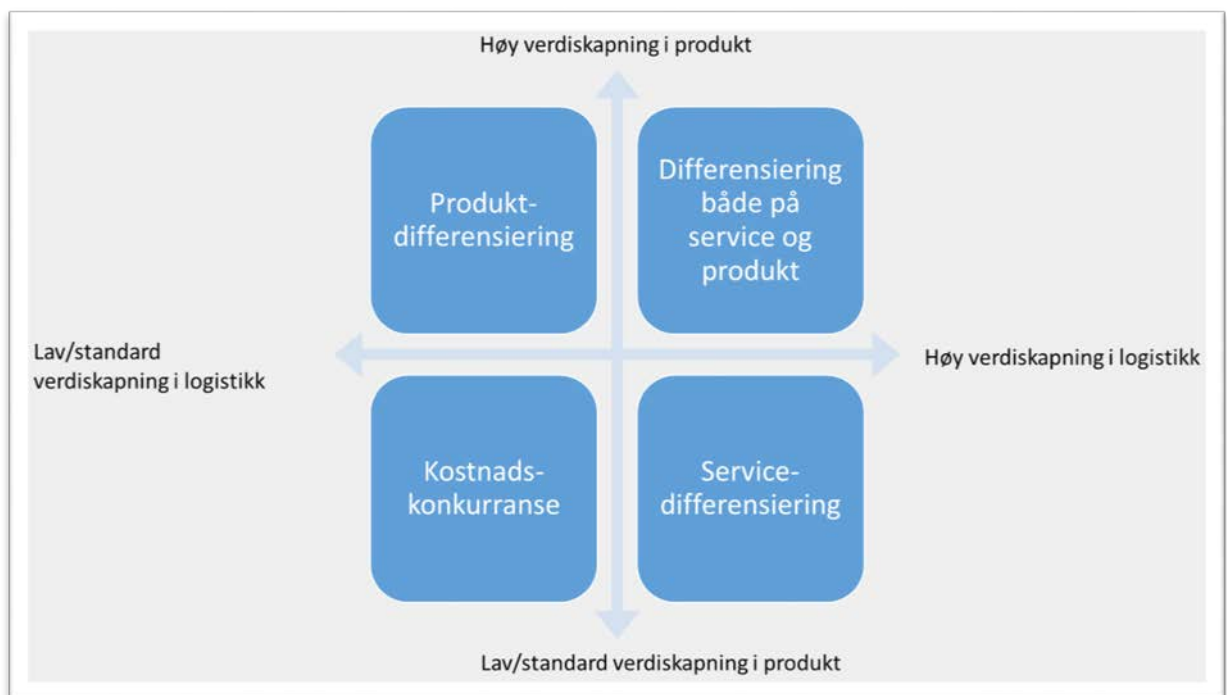 Høy verdiskapning i produkt
Produkt-
differensiering
Differensiering
både på
service og
produkt
Lav/standard
verdiskapning i logistikk
Høy verdiskapning i logistikk
Kostnads-
konkurranse
Service-
differensiering
Lav/standard verdiskapning i produkt